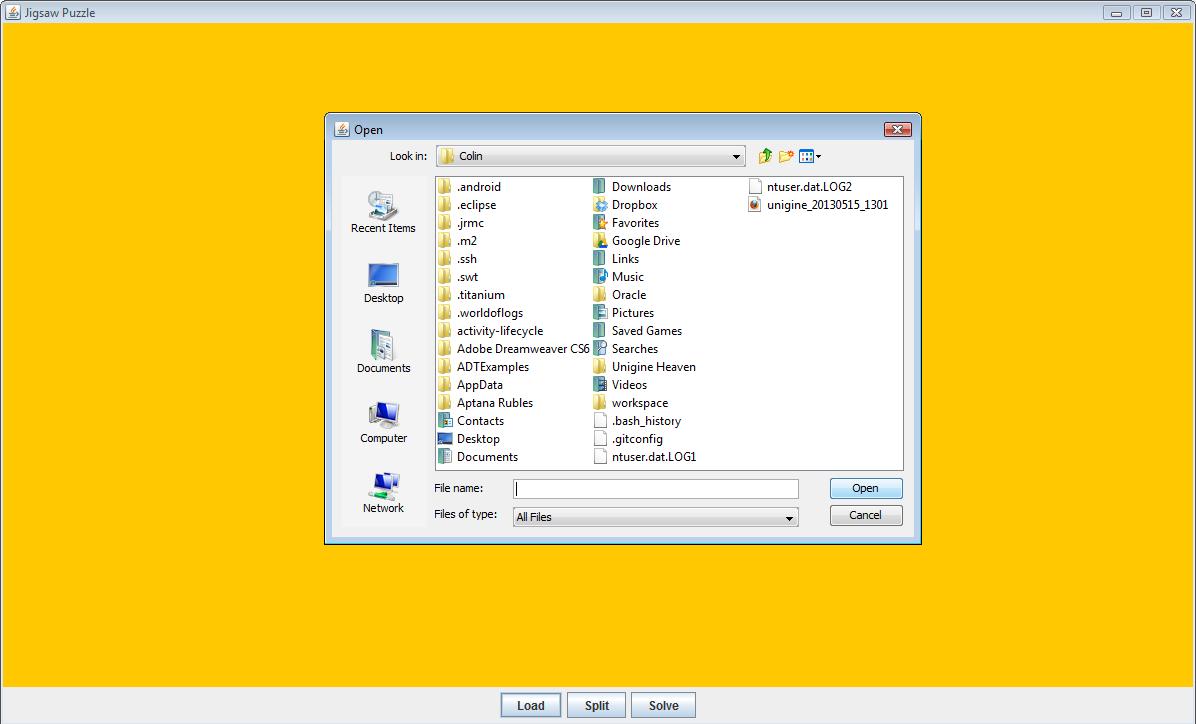 Jigsaw Puzzle
Open
Look in: Colin
Recent Items
Desktop
Documents
Computer
Network
.android
.eclipse
.jrmc
.m2
.ssh
.swt
.titanium
.worldoflogs
activity-lifecycle
Adobe Dreamweaver CS6
ADTExamples
AppData
Aptana Rubles
Contacts
Desktop
Documents
Downloads
Dropbox
Favorites
Google Drive
Links
Music
Oracle
Pictures
Saved Games
Searches
Unigine Heaven
Videos
workspace
.bash_history
.gitconfig
ntuser.dat.LOG1
ntuser.dat.LOG2
unigine_20130515_1301
File name:
Open
Files of type: All Files
Cancel
Load Split Solve